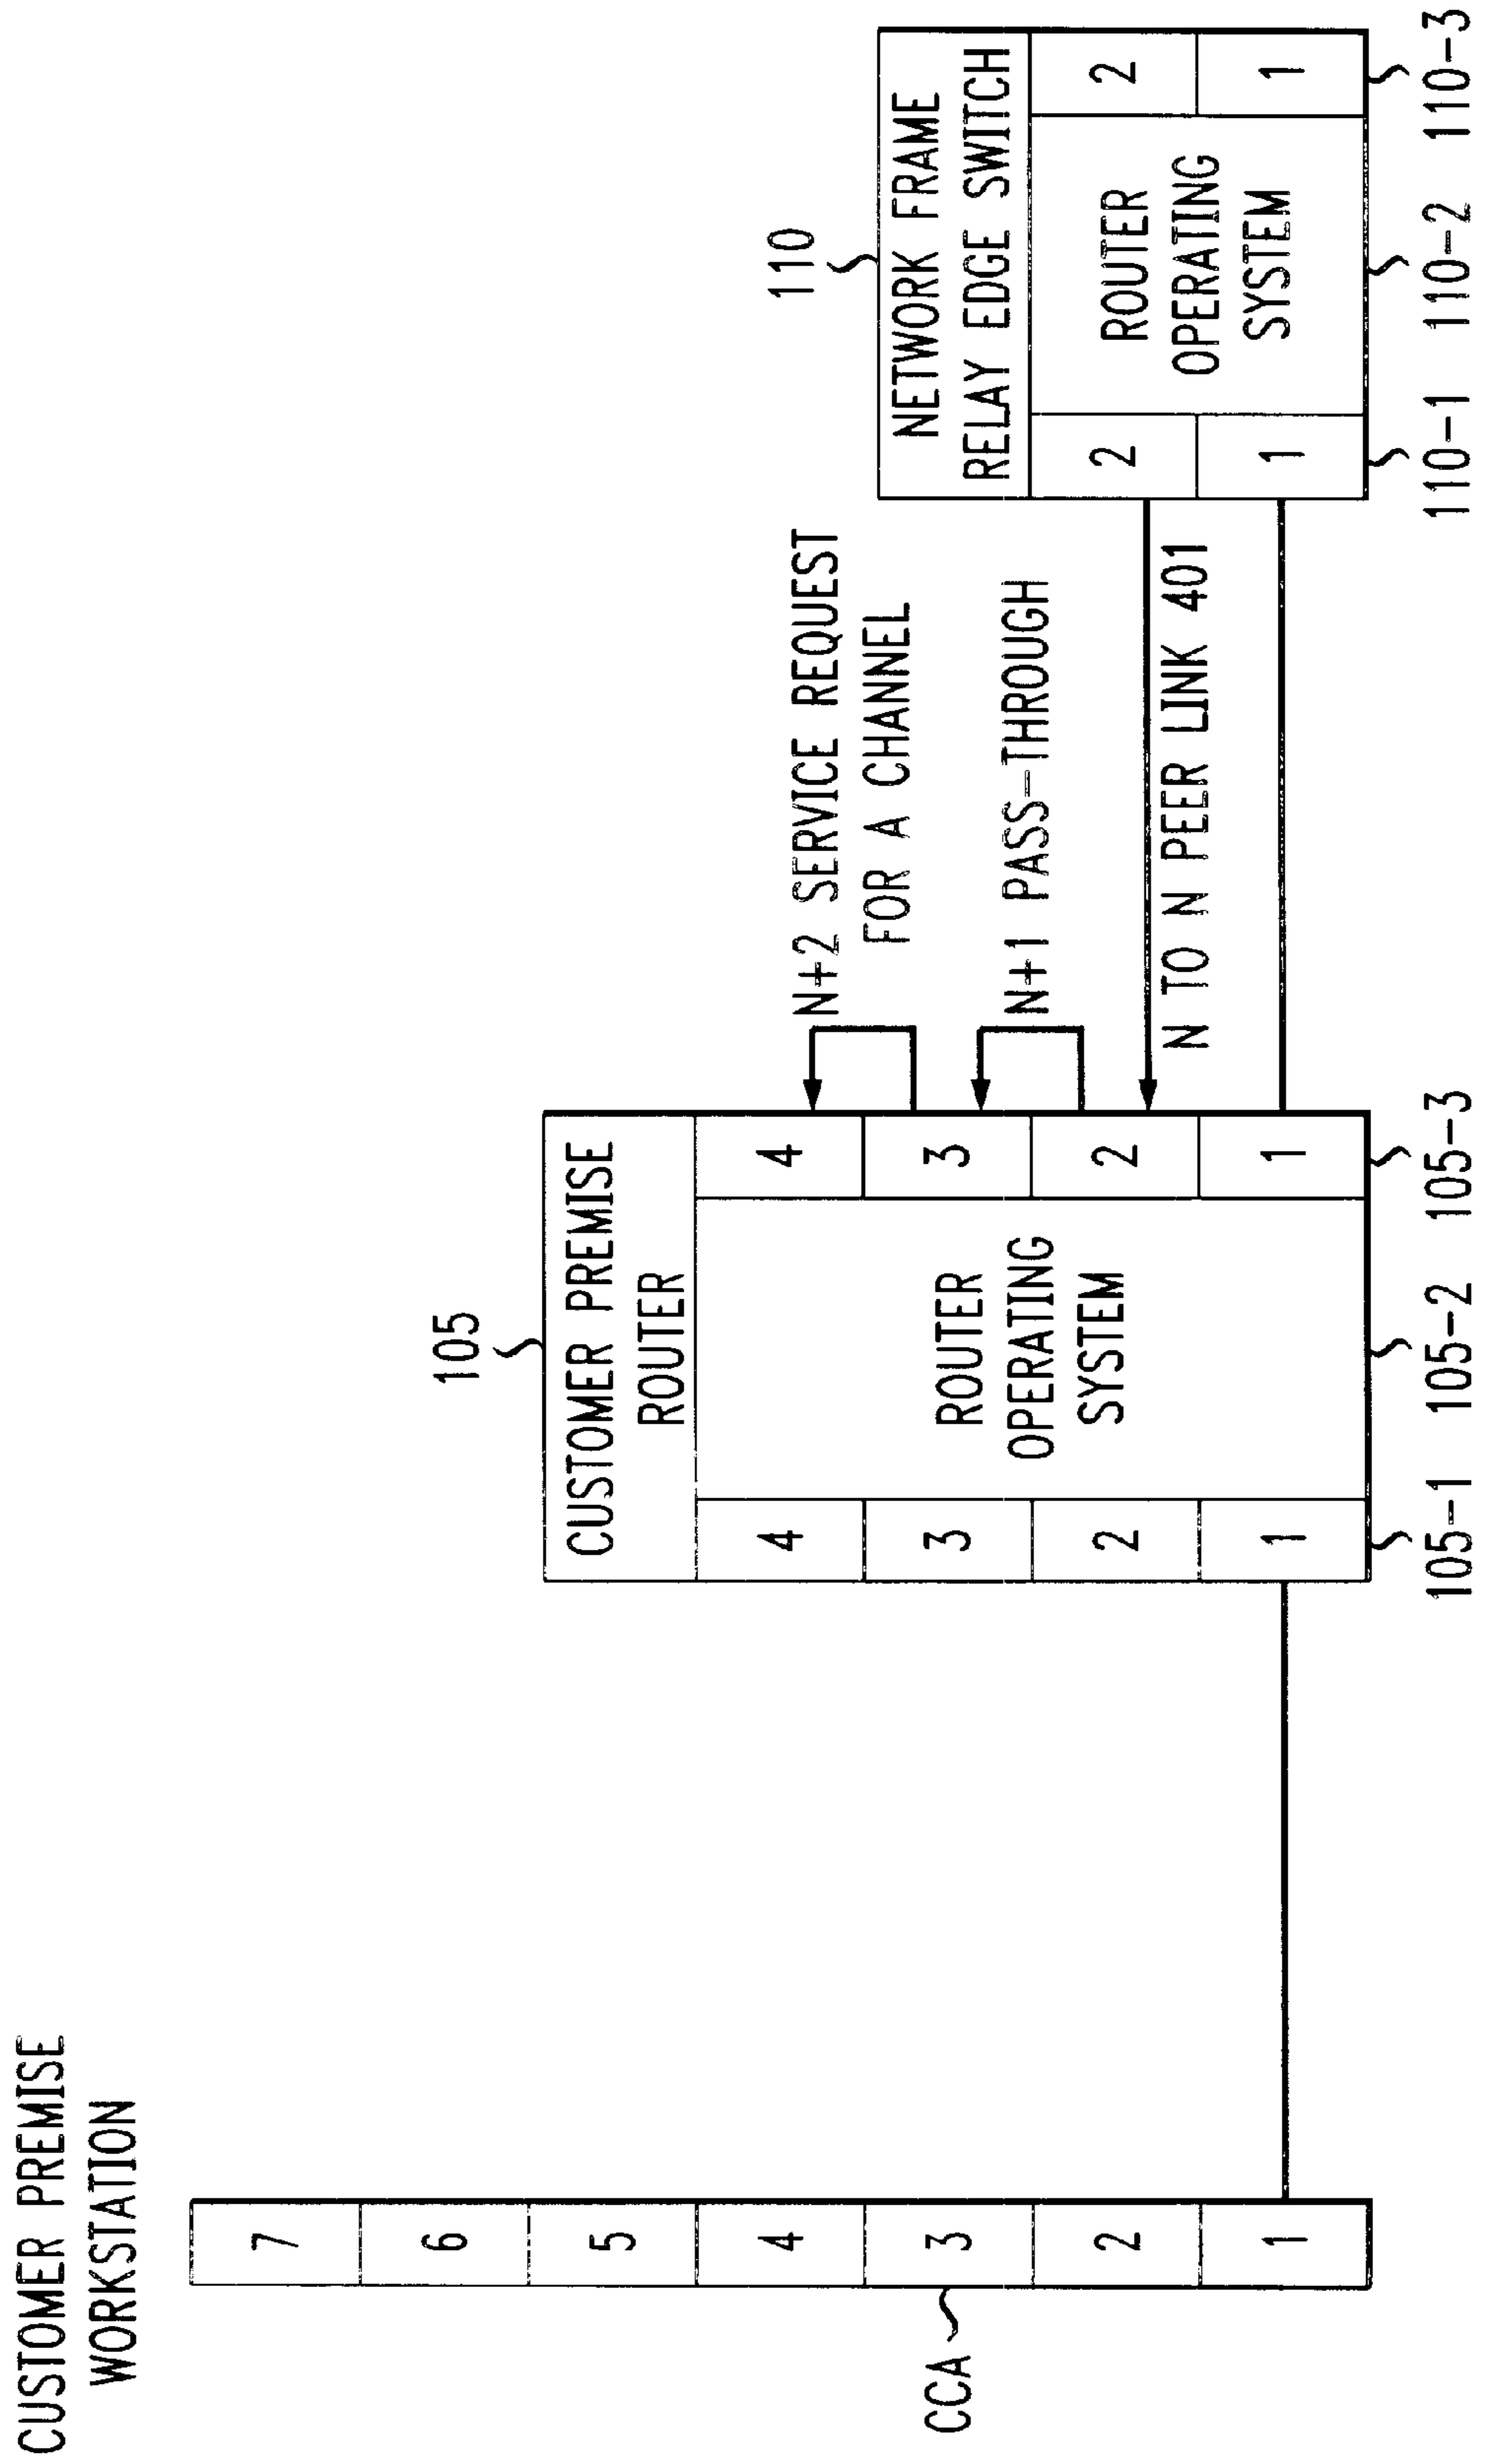 CUSTOMER PREMISE
WORKSTATION
7
6
5
4
3
2
1
CCA
105
CUSTOMER PREMISE
ROUTER
4
3
2
1
ROUTER
OPERATING
SYSTEM
4
3
2
1
105-1
105-2
105-3
N+2 SERVICE REQUEST
FOR A CHANNEL
N+1 PASS-THROUGH
N TO N PEER LINK 401
110
NETWORK FRAME
RELAY EDGE SWITCH
2
1
ROUTER
OPERATING
SYSTEM
2
1
110-1
110-2
110-3